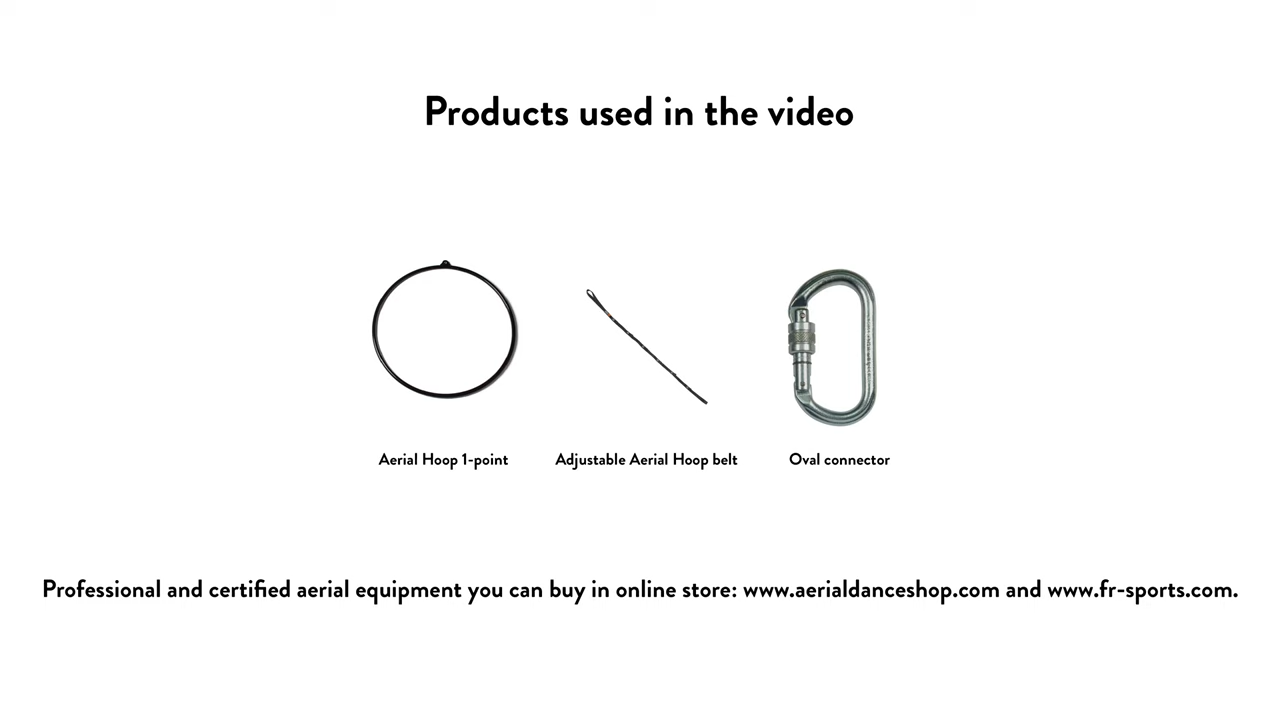 Products used in the video
Aerial Hoop 1-point
Adjustable Aerial Hoop belt
Oval connector
Professional and certified aerial equipment you can buy in online store: www.aerialdanceshop.com and www.fr-sports.com.